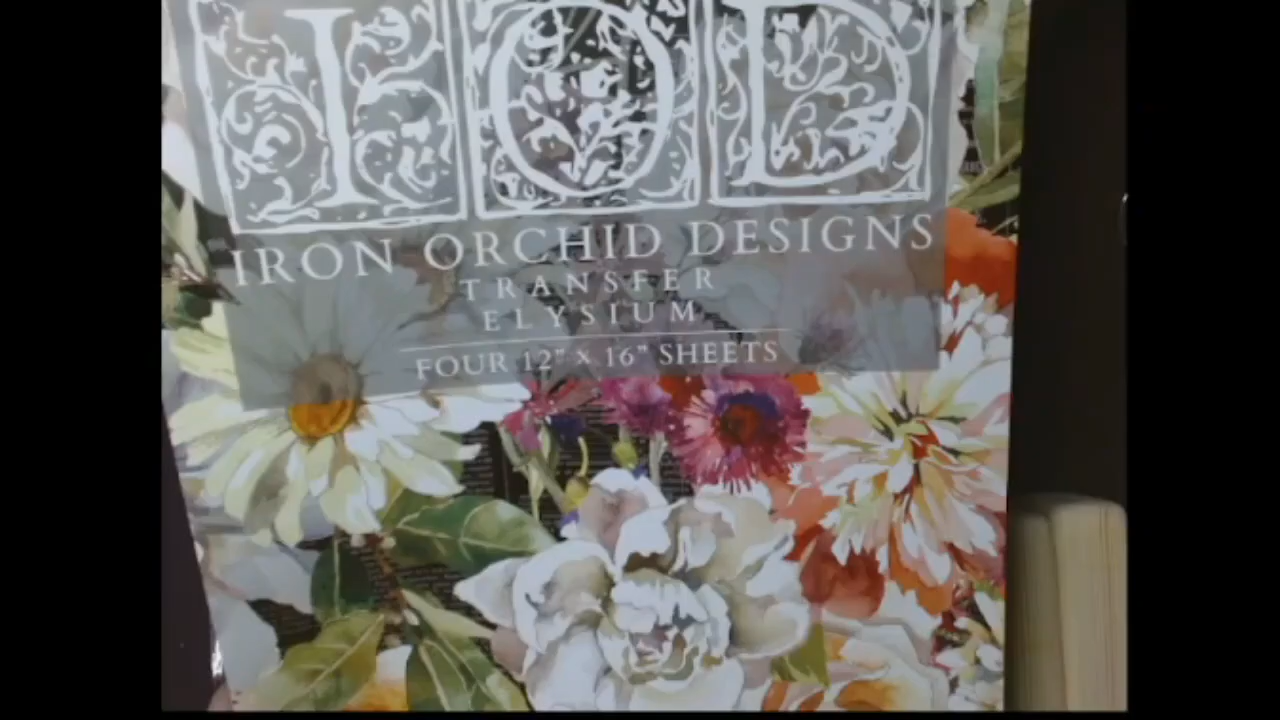 IOD
IRON ORCHID DESIGNS
TRANSFER
ELYSIUM
FOUR 12" x 16" SHEETS